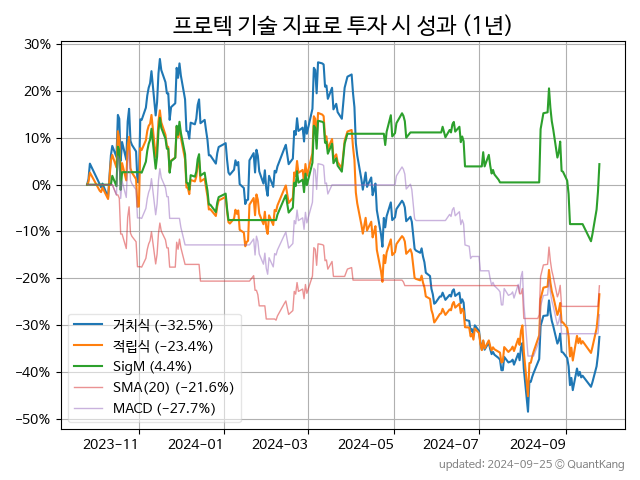 프로텍 기술 지표로 투자 시 성과 (1년)
30%
20%
10%
0%
−10%
−20%
−30%
−40%
−50%
거치식 (−32.5%)
적립식 (−23.4%)
SigM (4.4%)
SMA(20) (−21.6%)
MACD (−27.7%)
2023-11
2024-01
2024-03
2024-05
2024-07
2024-09
updated: 2024-09-25 © QuantKang